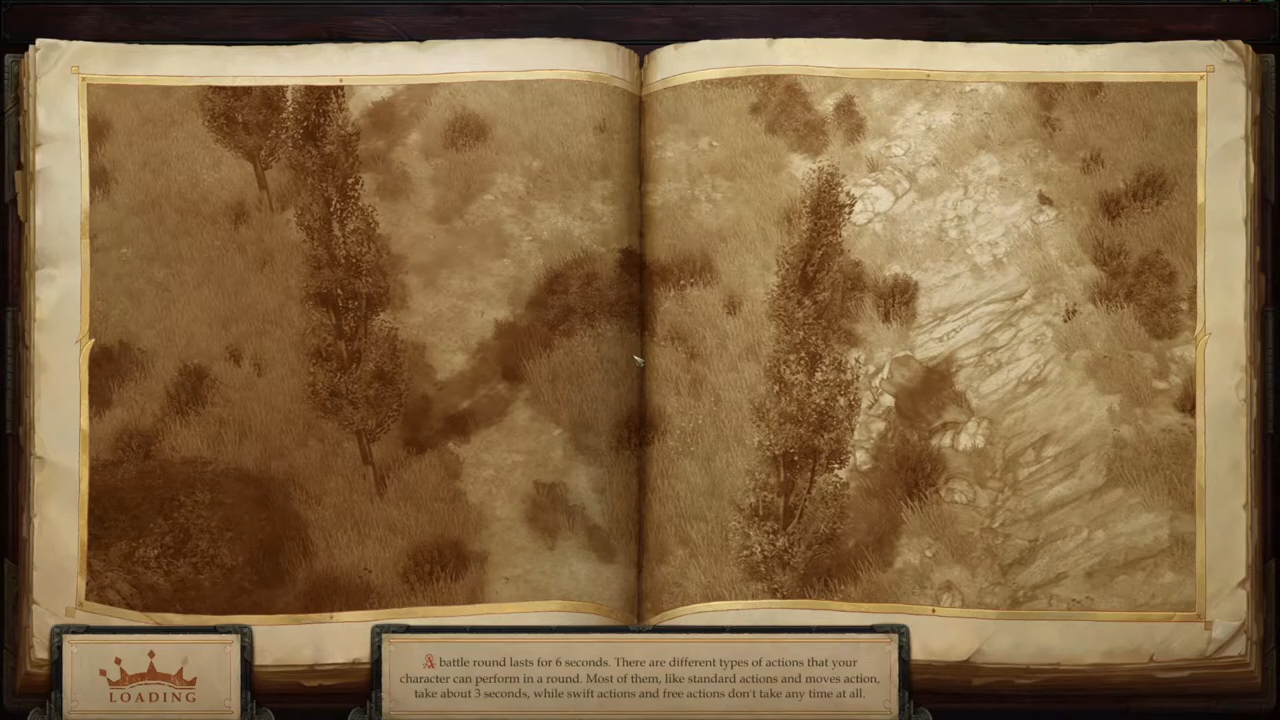 LOADING
A battle round lasts for 6 seconds. There are different types of actions that your
character can perform in a round. Most of them, like standard actions and moves action,
take about 3 seconds, while swift actions and free actions don't take any time at all.